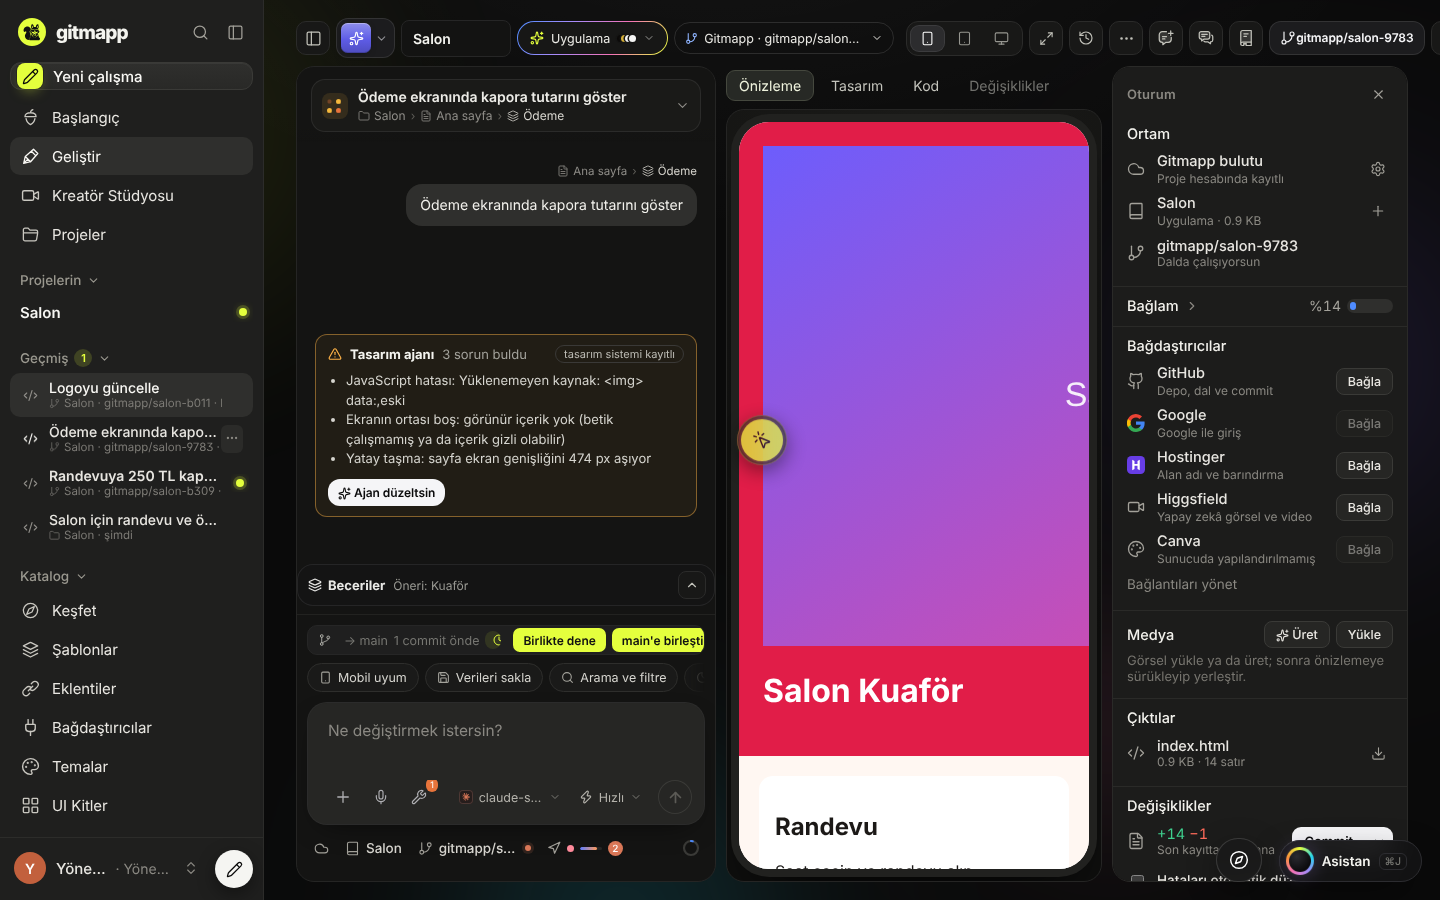 gitmapp
Yeni çalışma
Başlangıç
Geliştir
Kreatör Stüdyosu
Projeler
Projelerin
Salon
Geçmiş 1
Logoyu güncelle
Salon · gitmapp/salon-b011 ·
Ödeme ekranında kapo...
Salon · gitmapp/salon-9783 ·
Randevuya 250 TL kap...
Salon · gitmapp/salon-b309 ·
Salon için randevu ve ö...
Salon · şimdi
Katalog
Keşfet
Şablonlar
Eklentiler
Bağdaştırıcılar
Temalar
UI Kitler
Y Yöne... · Yöne...
Salon
Uygulama
Gitmapp · gitmapp/salon...
gitmapp/salon-9783
Ödeme ekranında kapora tutarını göster
Salon › Ana sayfa › Ödeme
Ana sayfa › Ödeme
Ödeme ekranında kapora tutarını göster
Tasarım ajanı 3 sorun buldu tasarım sistemi kayıtlı
• JavaScript hatası: Yüklenemeyen kaynak: <img>
data:,eski
• Ekranın ortası boş: görünür içerik yok (betik
çalışmamış ya da içerik gizli olabilir)
• Yatay taşma: sayfa ekran genişliğini 474 px aşıyor
Ajan düzeltsin
Beceriler Öneri: Kuaför
→ main 1 commit önde Birlikte dene main'e birleşti
Mobil uyum Verileri sakla Arama ve filtre
Ne değiştirmek istersin?
1
claude-s... Hızlı
Salon gitmapp/s... 2
Önizleme Tasarım Kod Değişiklikler
S
Salon Kuaför
Randevu
Oturum
Ortam
Gitmapp bulutu
Proje hesabında kayıtlı
Salon
Uygulama · 0.9 KB
gitmapp/salon-9783
Dalda çalışıyorsun
Bağlam %14
Bağdaştırıcılar
GitHub
Depo, dal ve commit
Bağla
Google
Google ile giriş
Bağla
H Hostinger
Alan adı ve barındırma
Bağla
Higgsfield
Yapay zekâ görsel ve video
Bağla
Canva
Sunucuda yapılandırılmamış
Bağla
Bağlantıları yönet
Medya Üret Yükle
Görsel yükle ya da üret; sonra önizlemeye
sürükleyip yerleştir.
Çıktılar
index.html
0.9 KB · 14 satır
Değişiklikler
+14 −1
Son kayıtta
Asistan ⌘J